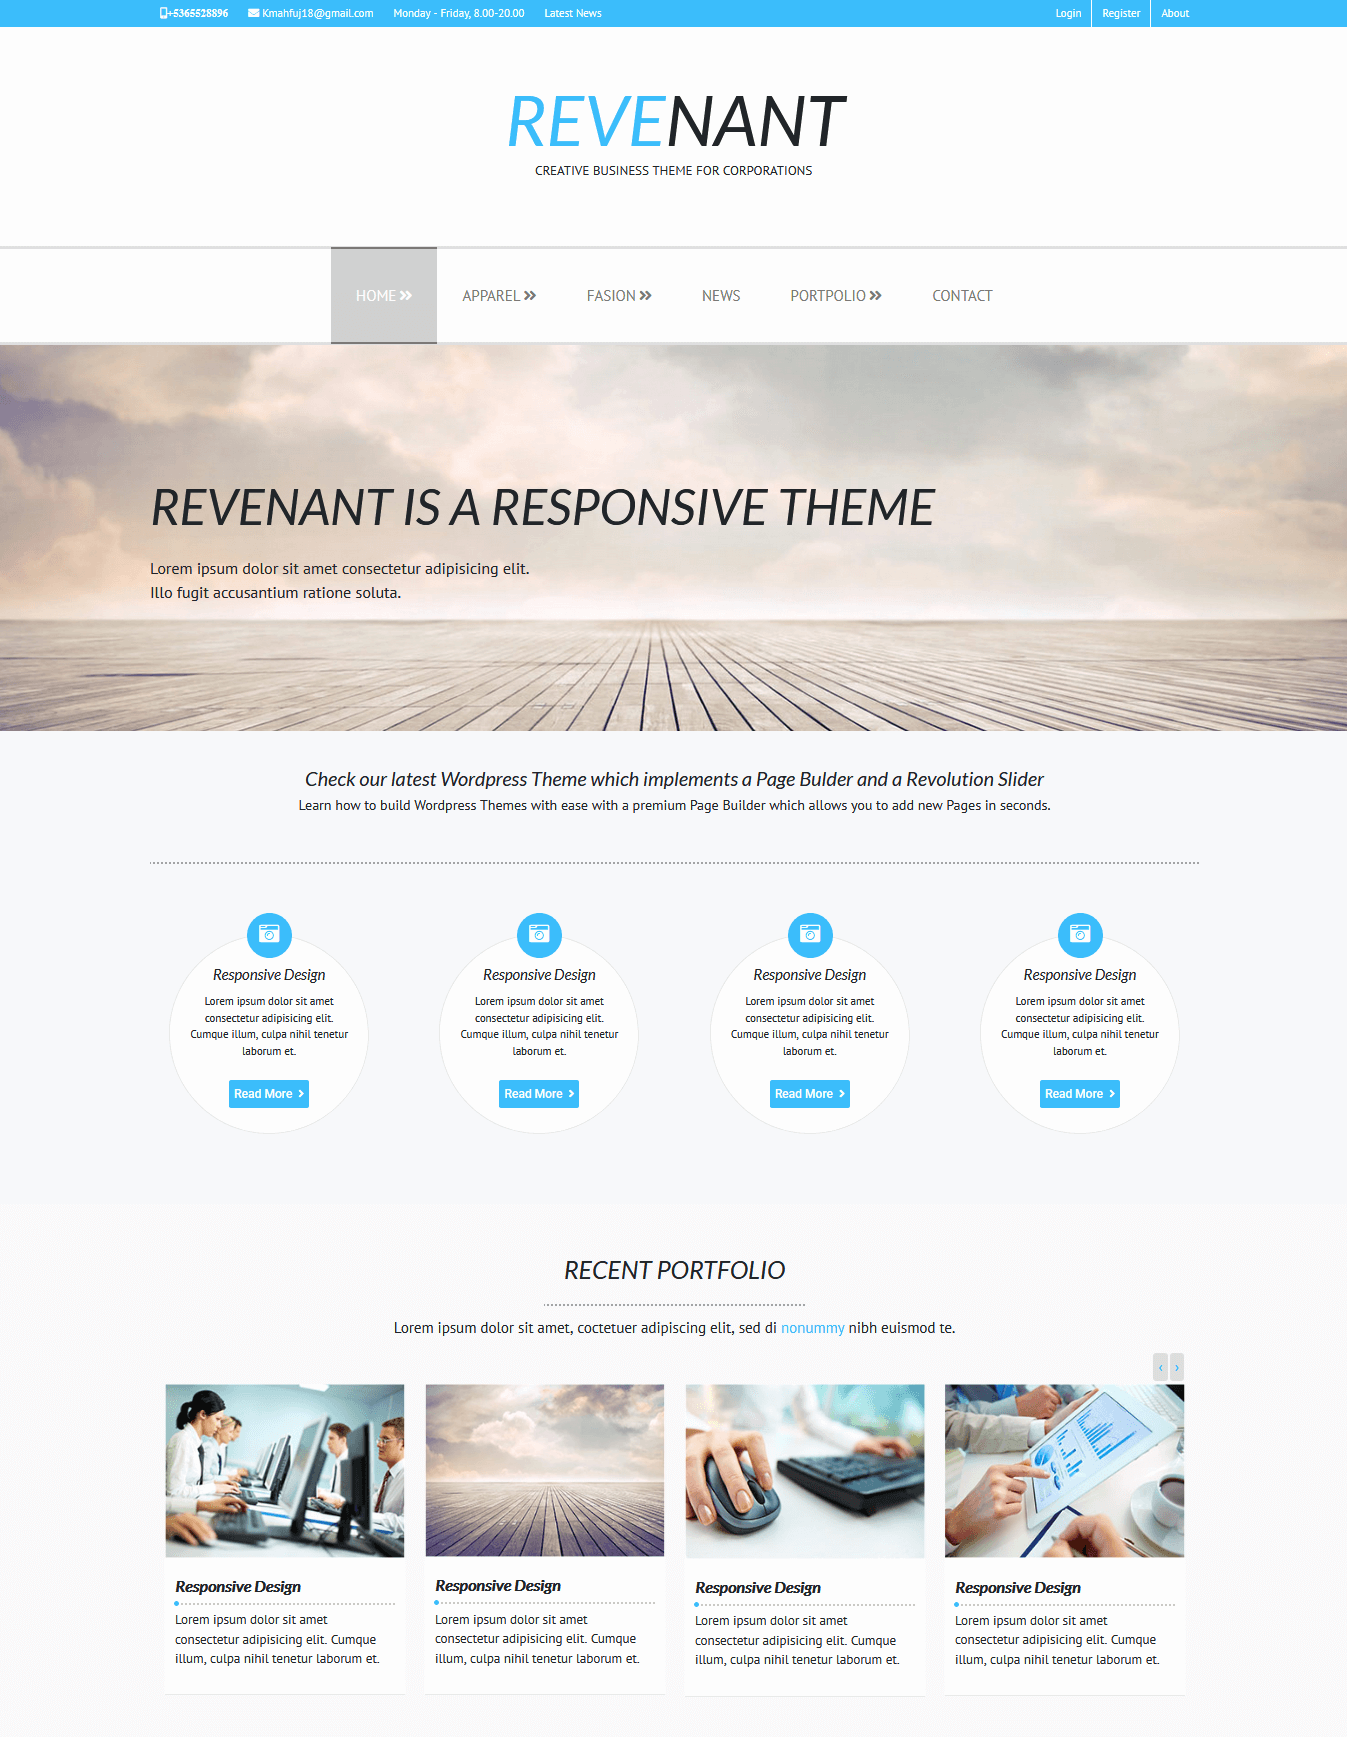 +5365528896 Kmahfuj18@gmail.com Monday - Friday, 8.00-20.00 Latest News Login Register About
REVENANT
CREATIVE BUSINESS THEME FOR CORPORATIONS
HOME APPAREL FASION NEWS PORTPOLIO CONTACT
REVENANT IS A RESPONSIVE THEME
Lorem ipsum dolor sit amet consectetur adipisicing elit.
Illo fugit accusantium ratione soluta.
Check our latest Wordpress Theme which implements a Page Bulder and a Revolution Slider
Learn how to build Wordpress Themes with ease with a premium Page Builder which allows you to add new Pages in seconds.
Responsive Design
Lorem ipsum dolor sit amet
consectetur adipisicing elit.
Cumque illum, culpa nihil tenetur
laborum et.
Read More
Responsive Design
Lorem ipsum dolor sit amet
consectetur adipisicing elit.
Cumque illum, culpa nihil tenetur
laborum et.
Read More
Responsive Design
Lorem ipsum dolor sit amet
consectetur adipisicing elit.
Cumque illum, culpa nihil tenetur
laborum et.
Read More
Responsive Design
Lorem ipsum dolor sit amet
consectetur adipisicing elit.
Cumque illum, culpa nihil tenetur
laborum et.
Read More
RECENT PORTFOLIO
Lorem ipsum dolor sit amet, coctetuer adipiscing elit, sed di nonummy nibh euismod te.
Responsive Design
Lorem ipsum dolor sit amet
consectetur adipisicing elit. Cumque
illum, culpa nihil tenetur laborum et.
Responsive Design
Lorem ipsum dolor sit amet
consectetur adipisicing elit. Cumque
illum, culpa nihil tenetur laborum et.
Responsive Design
Lorem ipsum dolor sit amet
consectetur adipisicing elit. Cumque
illum, culpa nihil tenetur laborum et.
Responsive Design
Lorem ipsum dolor sit amet
consectetur adipisicing elit. Cumque
illum, culpa nihil tenetur laborum et.